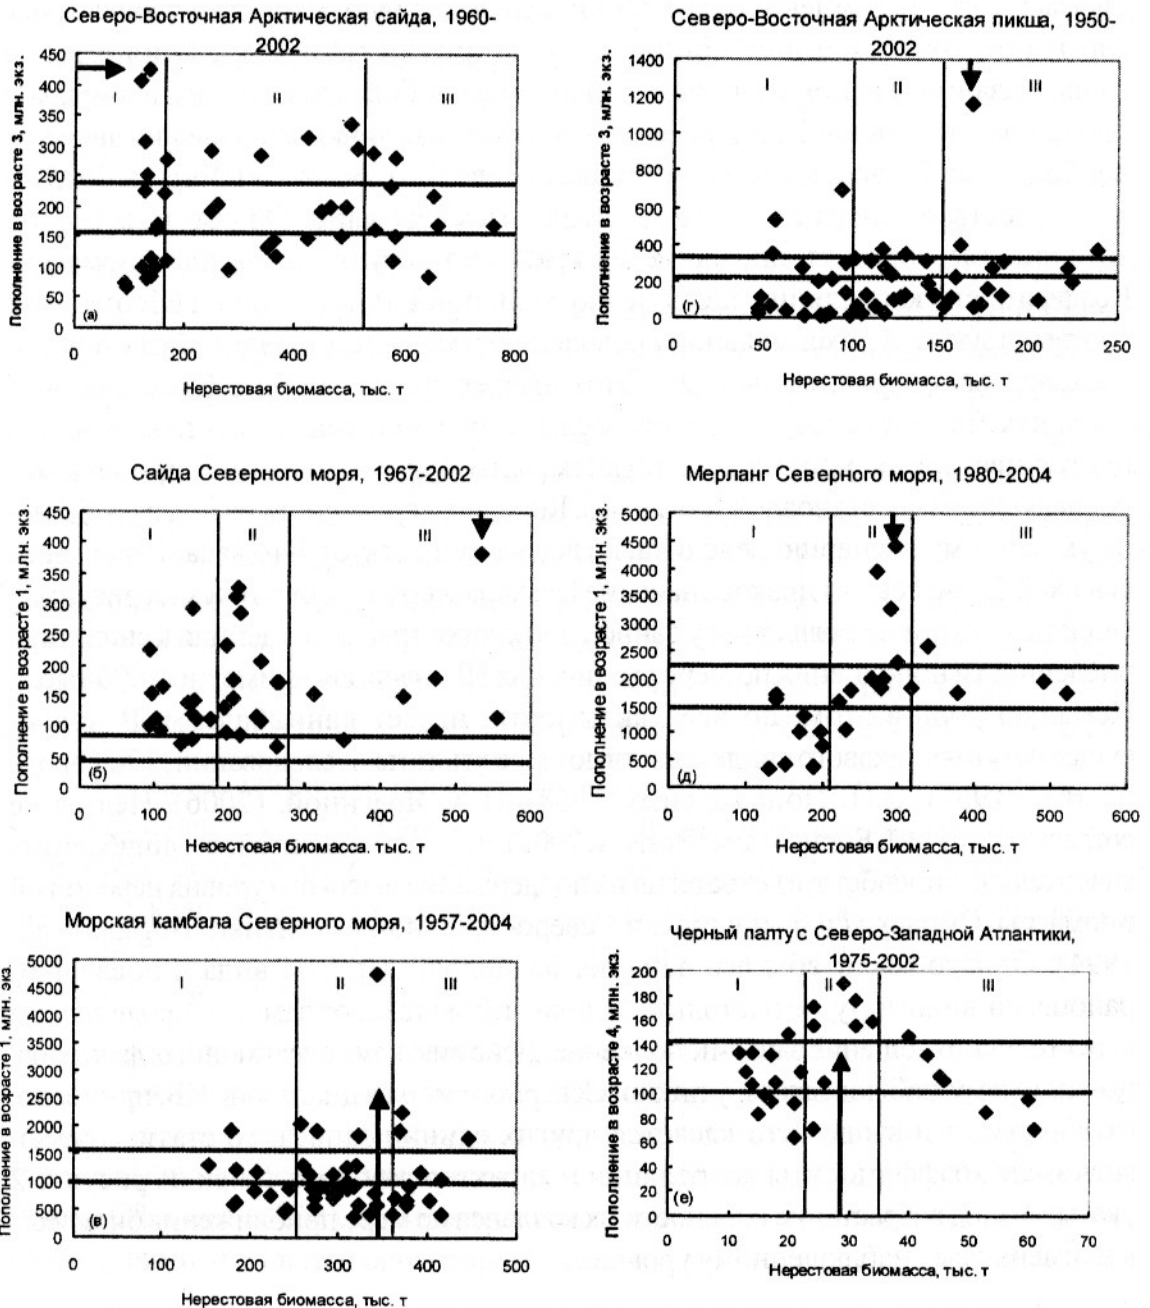 Северо-Восточная Арктическая сайда, 1960-
2002
Пополнение в возрасте 3, млн. экз.
450
400
350
300
250
200
150
100
50
0
I
II
III
(а)
0 200 400 600 800
Нерестовая биомасса, тыс. т
Северо-Восточная Арктическая пикша, 1950-
2002
Пополнение в возрасте 3, млн. экз.
1400
1200
1000
800
600
400
200
0
I
II
III
(г)
0 50 100 150 200 250
Нерестовая биомасса, тыс. т
Сайда Северного моря, 1967-2002
Пополнение в возрасте 1, млн. экз.
450
400
350
300
250
200
150
100
50
0
I
II
III
(б)
0 100 200 300 400 500 600
Нерестовая биомасса. тыс. т
Мерланг Северного моря, 1980-2004
Пополнение в возрасте 1, млн. экз.
5000
4500
4000
3500
3000
2500
2000
1500
1000
500
0
I
II
III
(д)
0 100 200 300 400 500 600
Нерестовая биомасса, тыс. т
Морская камбала Северного моря, 1957-2004
Пополнение в возрасте 1, млн. экз.
5000
4500
4000
3500
3000
2500
2000
1500
1000
500
0
I
II
III
(в)
0 100 200 300 400 500
Нерестовая биомасса, тыс. т
Черный палтус Северо-Западной Атлантики,
1975-2002
Пополнение в возрасте 4, млн. экз.
200
180
160
140
120
100
80
60
40
20
0
I
II
III
(е)
0 10 20 30 40 50 60 70
Нерестовая биомасса, тыс. т